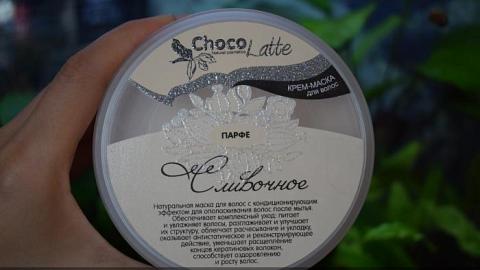 Choco Latte
Natural cosmetics
КРЕМ-МАСКА
для волос
ПАРФЕ
Сливочное
Натуральная маска для волос с кондиционирующим
эффектом для ополаскивания волос после мытья.
Обеспечивает комплексный уход: питает
и увлажняет волосы, разглаживает и улучшает
их структуру, облегчает расчесывание и укладку,
оказывает антистатическое и реконструирующее
действие, уменьшает расщепление
концов кератиновых волокон,
способствует оздоровлению
и росту волос.